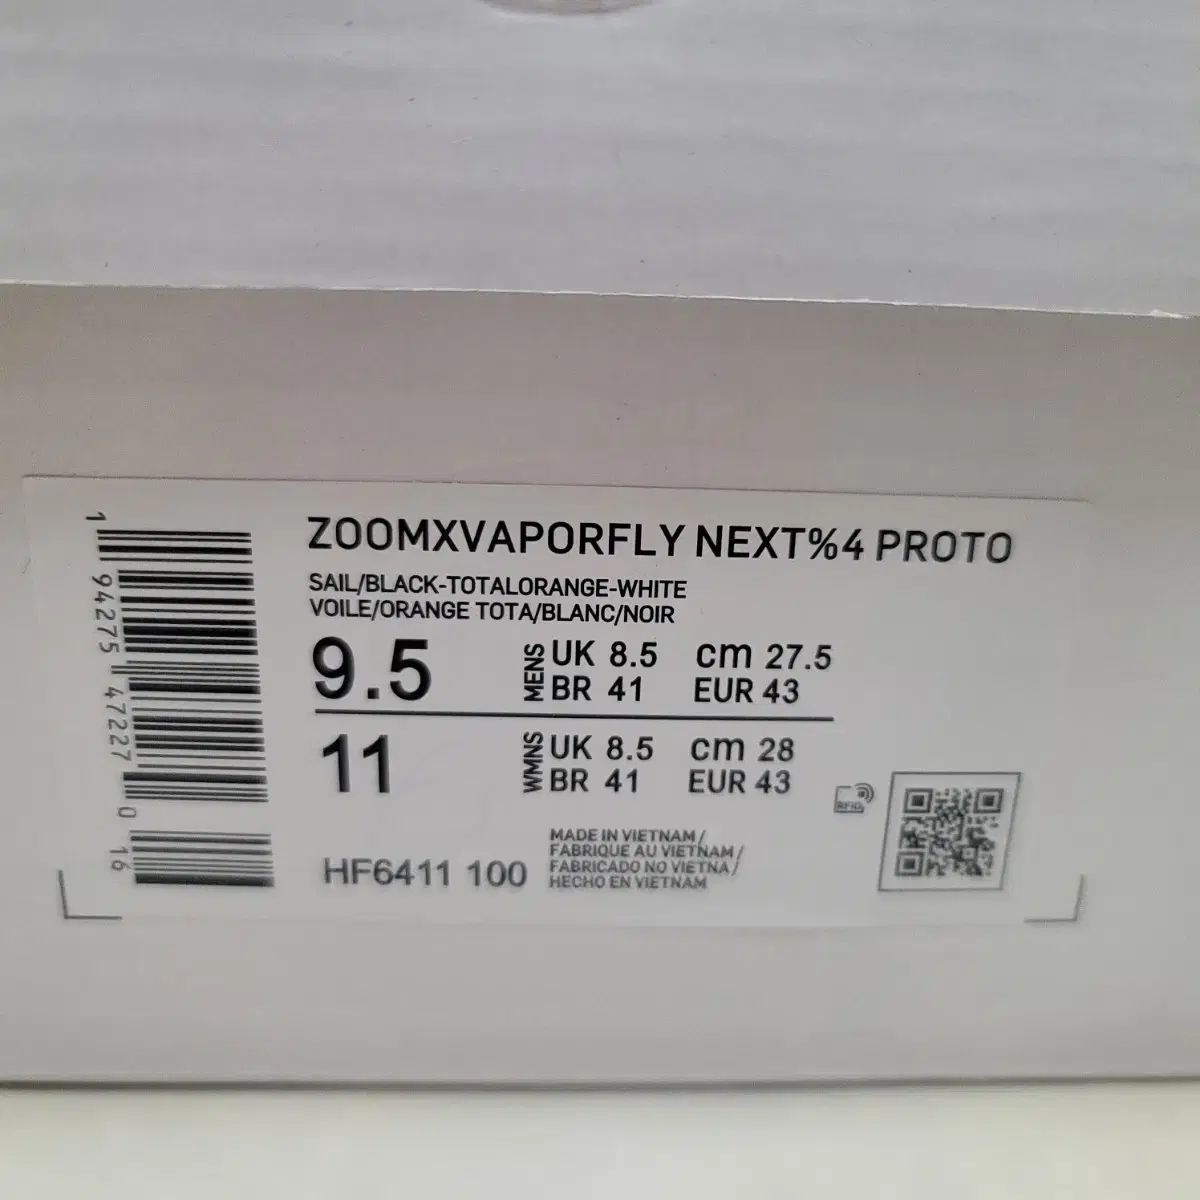 ZOOMXVAPORFLY NEXT%4 PROTO
SAIL/BLACK-TOTALORANGE-WHITE
VOILE/ORANGE TOTA/BLANC/NOIR
9.5 MENS UK 8.5 cm 27.5
BR 41 EUR 43
11 WMNS UK 8.5 cm 28
BR 41 EUR 43
RFID
HF6411 100
MADE IN VIETNAM/
FABRIQUE AU VIETNAM/
FABRICADO NO VIETNA/
HECHO EN VIETNAM
1 94275 47227 0 16